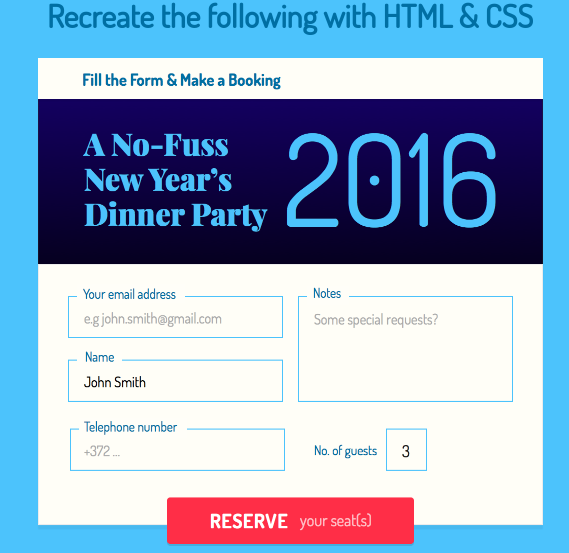 Recreate the following with HTML & CSS
Fill the Form & Make a Booking
A No-Fuss
New Year's
Dinner Party
2016
Your email address
e.g john.smith@gmail.com
Name
John Smith
Notes
Some special requests?
Telephone number
+372 ...
No. of guests
3
RESERVE your seat(s)